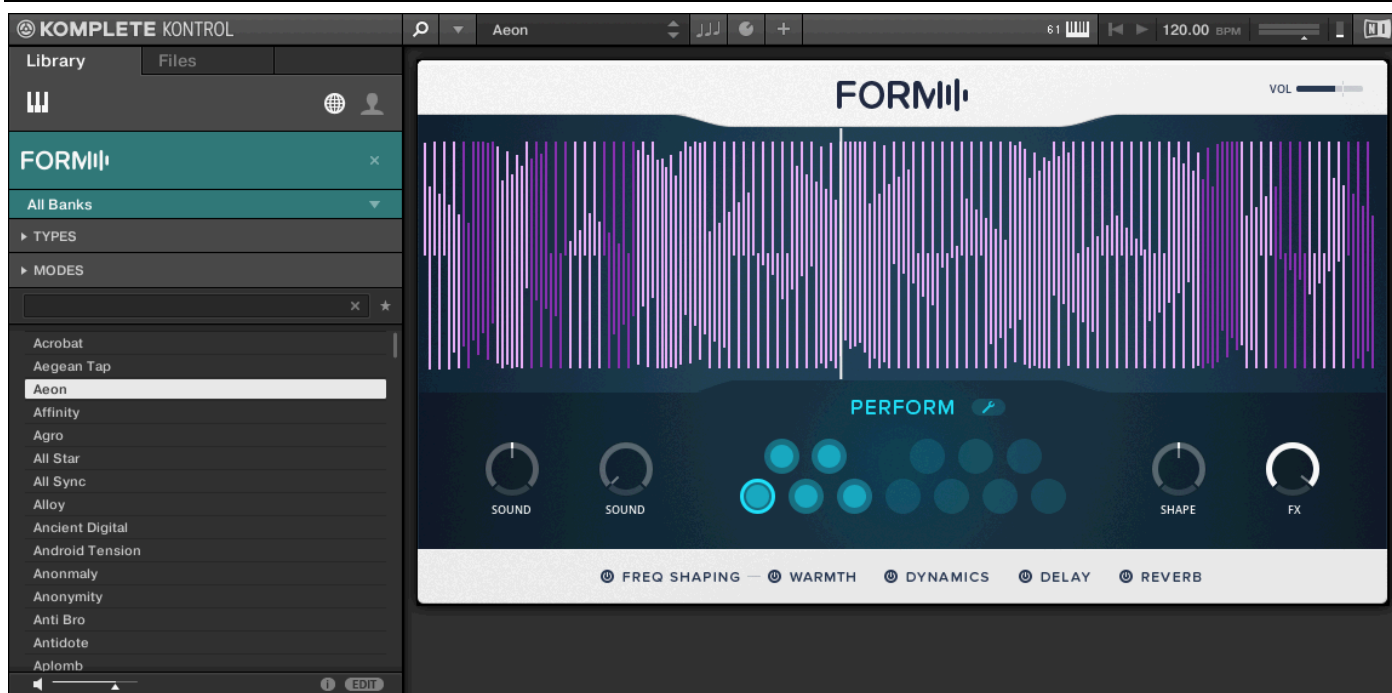 KOMPLETE KONTROL
Aeon
61
120.00 BPM
NI
Library Files
FORM
All Banks
TYPES
MODES
Acrobat
Aegean Tap
Aeon
Affinity
Agro
All Star
All Sync
Alloy
Ancient Digital
Android Tension
Anonmaly
Anonymity
Anti Bro
Antidote
Aplomb
i EDIT
FORM
VOL
PERFORM
SOUND SOUND SHAPE FX
FREQ SHAPING — WARMTH DYNAMICS DELAY REVERB